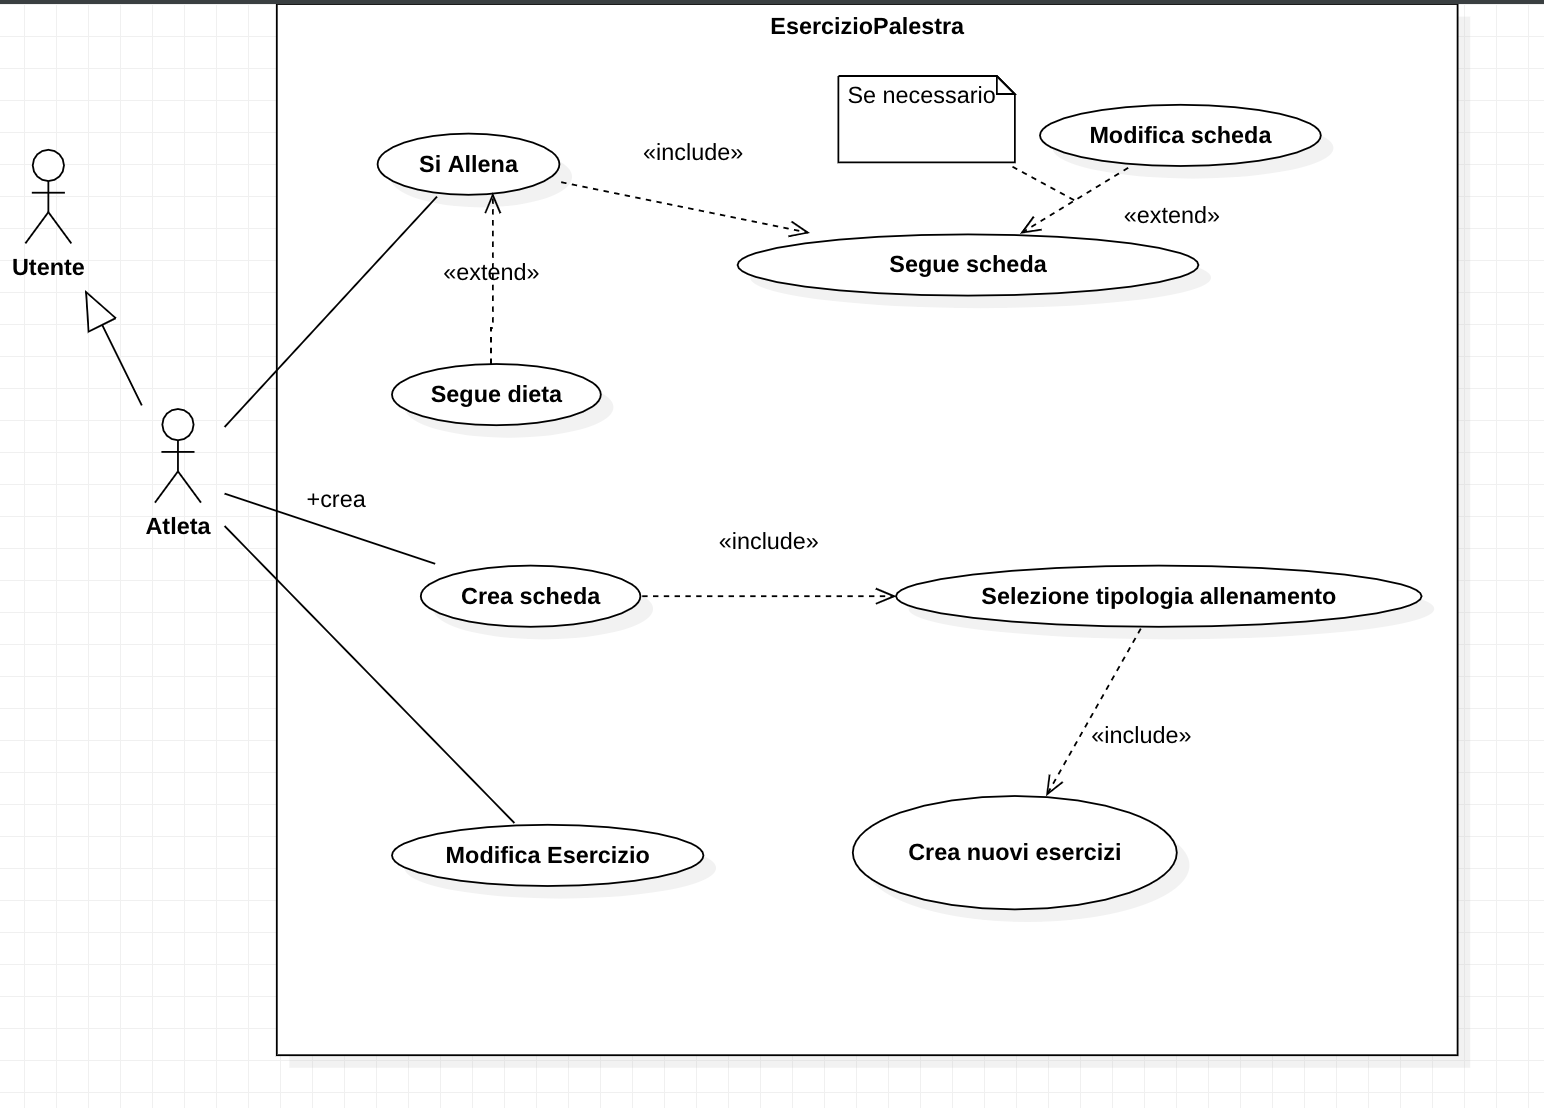 EsercizioPalestra
Se necessario
Modifica scheda
Si Allena
«include»
«extend»
Utente
Segue scheda
«extend»
Segue dieta
+crea
Atleta
«include»
Crea scheda
Selezione tipologia allenamento
«include»
Modifica Esercizio
Crea nuovi esercizi